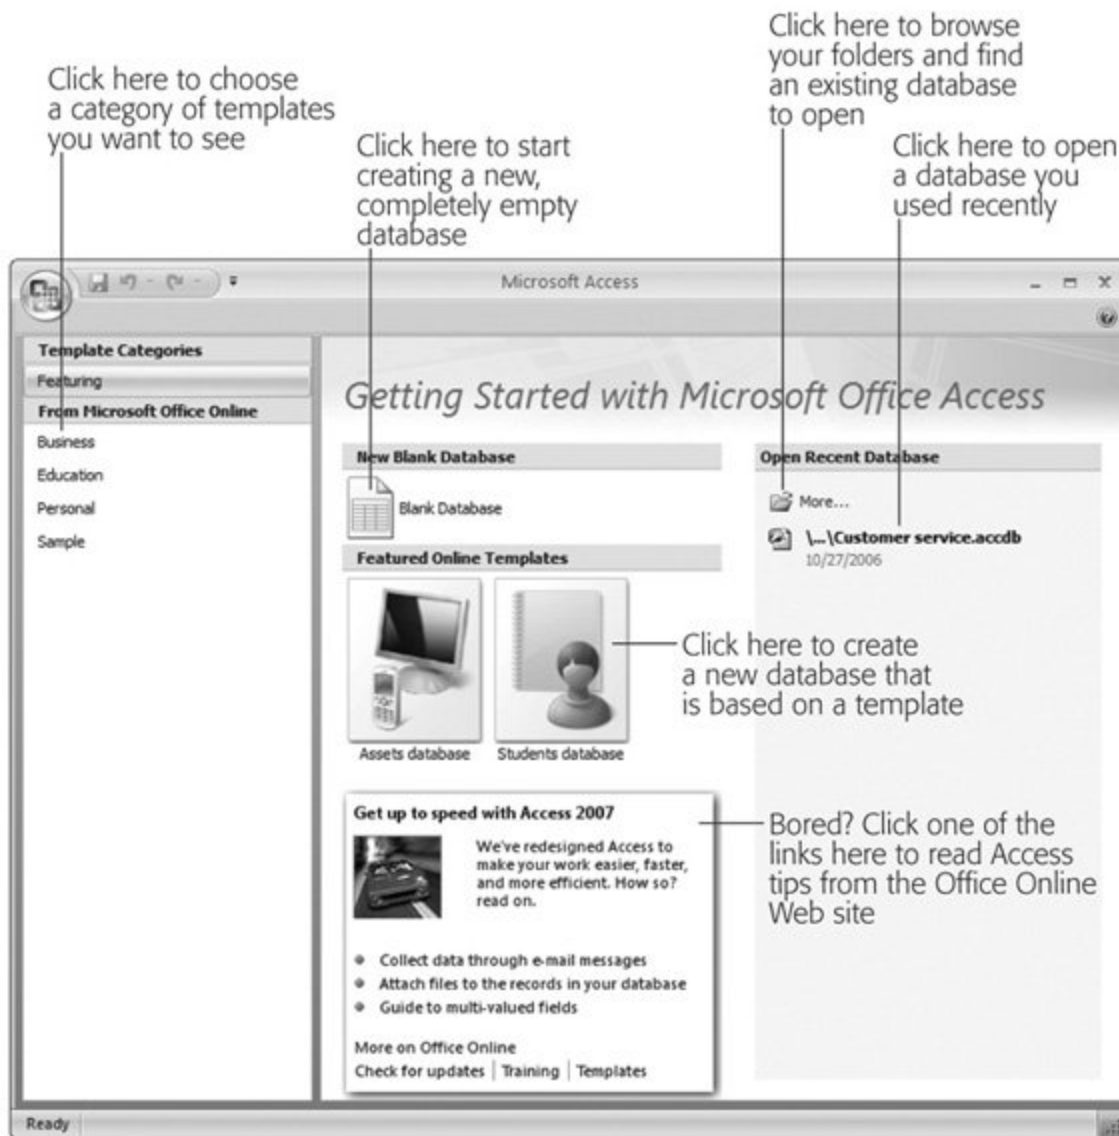 Click here to choose
a category of templates
you want to see
Click here to start
creating a new,
completely empty
database
Click here to browse
your folders and find
an existing database
to open
Click here to open
a database you
used recently
Microsoft Access
Template Categories
Featuring
From Microsoft Office Online
Business
Education
Personal
Sample
Getting Started with Microsoft Office Access
New Blank Database
Blank Database
Featured Online Templates
Assets database
Students database
Click here to create
a new database that
is based on a template
Open Recent Database
More...
\...\Customer service.accdb
10/27/2006
Get up to speed with Access 2007
We've redesigned Access to
make your work easier, faster,
and more efficient. How so?
read on.
Collect data through e-mail messages
Attach files to the records in your database
Guide to multi-valued fields
More on Office Online
Check for updates | Training | Templates
Bored? Click one of the
links here to read Access
tips from the Office Online
Web site
Ready